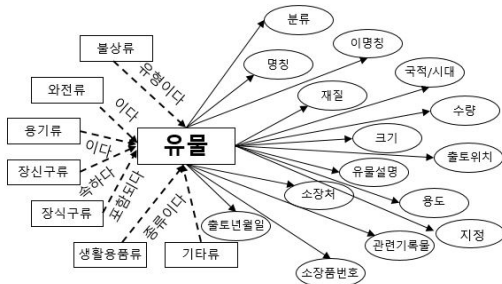 분류
불상류
이명칭
명칭
유형이다
국적/시대
와전류
재질
수량
이다
용기류
유물
크기
이다
출토위치
장신구류
유물설명
속하다
소장처
용도
장식구류
포함되다
출토년월일
지정
종류이다
관련기록물
생활용품류
기타류
소장품번호